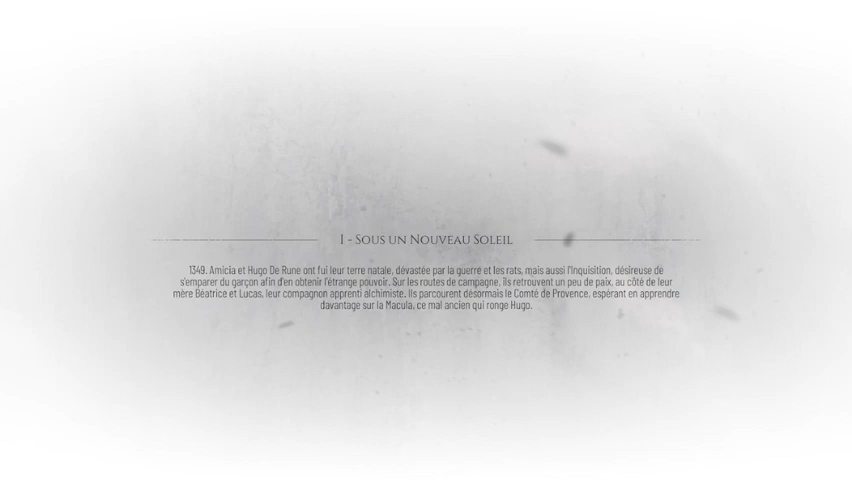 I - Sous un Nouveau Soleil
1349. Amicia et Hugo De Rune ont fui leur terre natale, dévastée par la guerre et les rats, mais aussi l'Inquisition, désireuse de
s'emparer du garçon afin d'en obtenir l'étrange pouvoir. Sur les routes de campagne, ils retrouvent un peu de paix, au côté de leur
mère Béatrice et Lucas, leur compagnon apprenti alchimiste. Ils parcourent désormais le Comté de Provence, espérant en apprendre
davantage sur la Macula, ce mal ancien qui ronge Hugo.